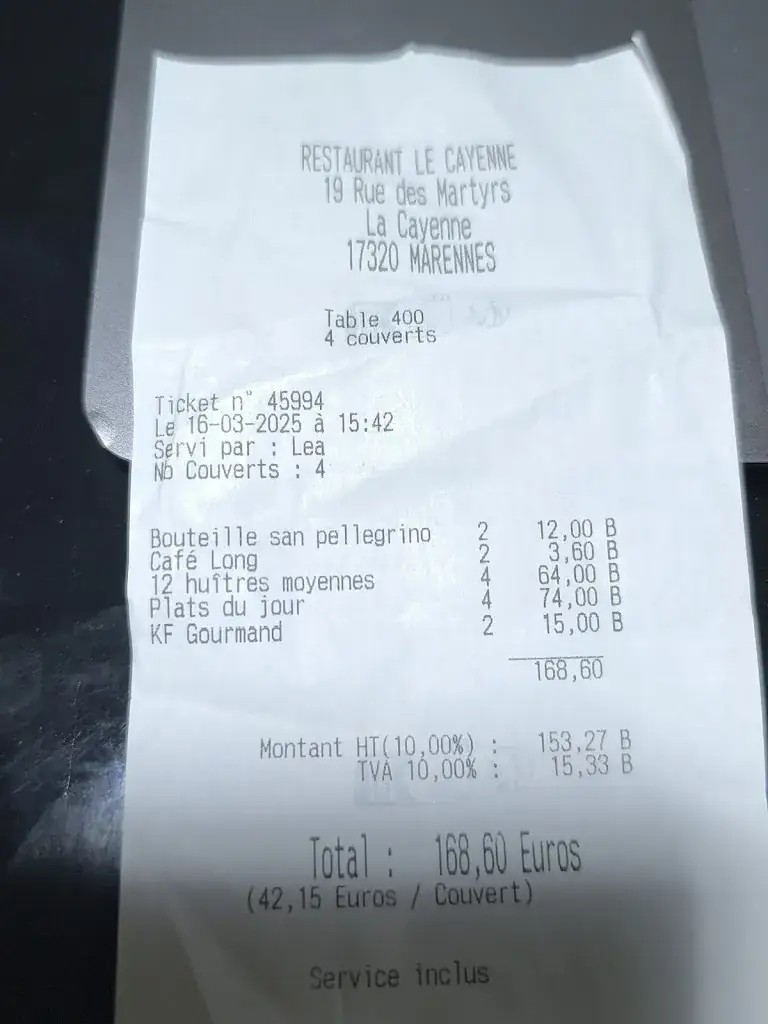 RESTAURANT LE CAYENNE
19 Rue des Martyrs
La Cayenne
17320 MARENNES
Table 400
4 couverts
Ticket n° 45994
Le 16-03-2025 à 15:42
Servi par : Lea
Nb Couverts : 4
Bouteille san pellegrino 2 12,00 B
Café Long 2 3,60 B
12 huîtres moyennes 4 64,00 B
Plats du jour 4 74,00 B
KF Gourmand 2 15,00 B
168,60
Montant HT(10,00%) : 153,27 B
TVA 10,00% : 15,33 B
Total : 168,60 Euros
(42,15 Euros / Couvert)
Service inclus